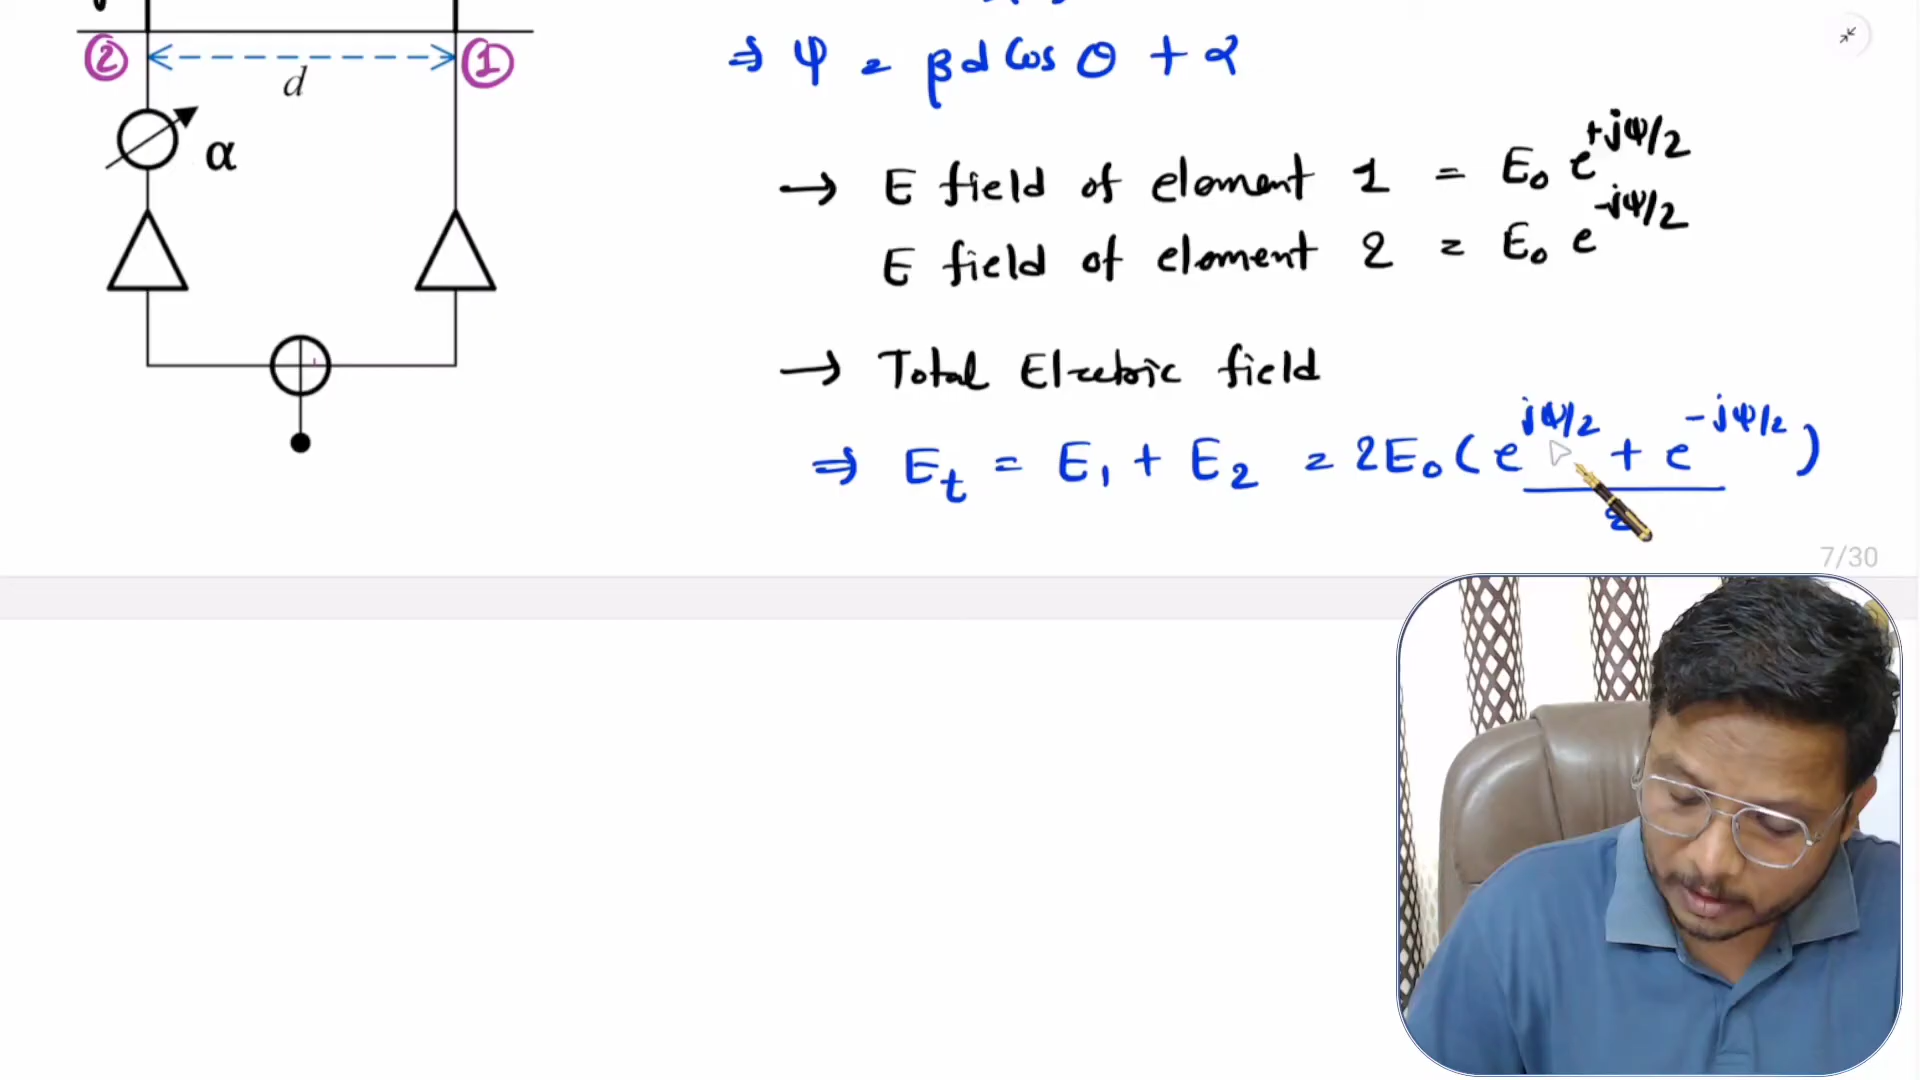 ② d ①
α
⇒ ψ = βd Cos θ + α
→ E field of element 1 = E₀ e^{+jψ/2}
E field of element 2 = E₀ e^{-jψ/2}
→ Total Electric field
⇒ Eₜ = E₁ + E₂ = 2E₀ ( e^{jψ/2} + e^{-jψ/2} )
2
7/30